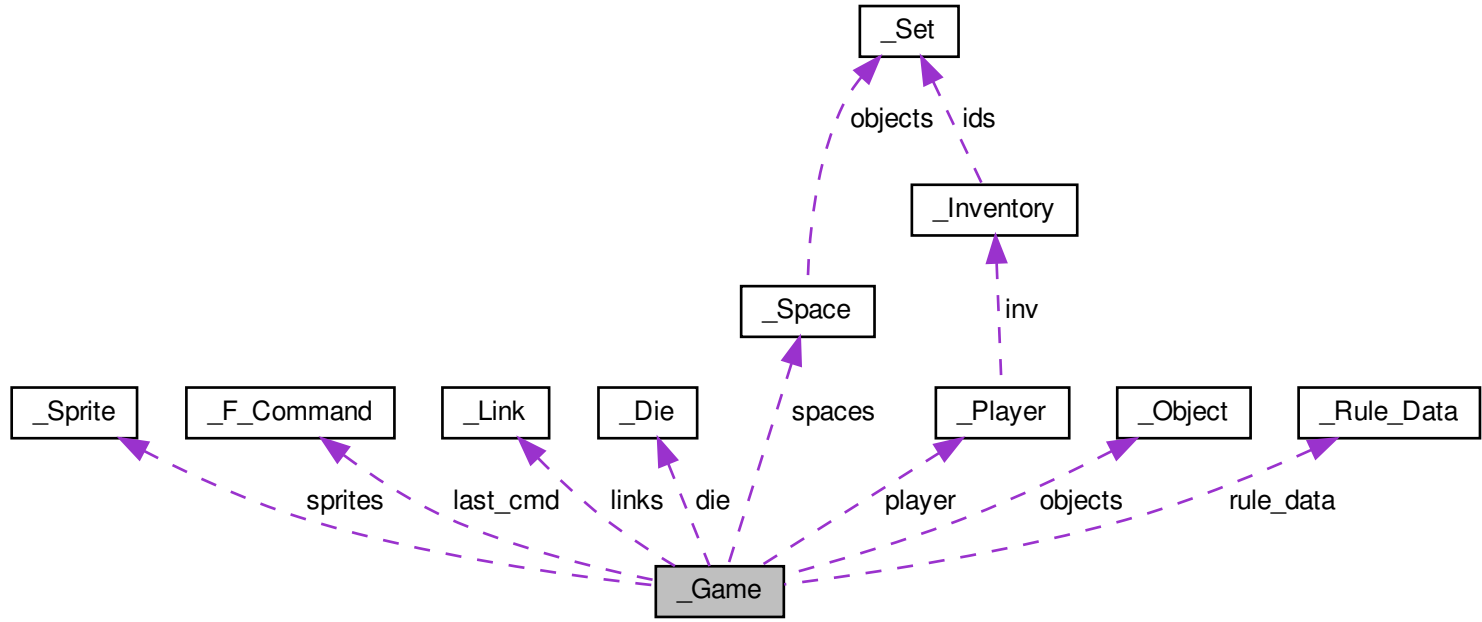 _Set
objects
ids
_Inventory
_Space
inv
_Sprite
_F_Command
_Link
_Die
spaces
_Player
_Object
_Rule_Data
sprites
last_cmd
links
die
player
objects
rule_data
_Game